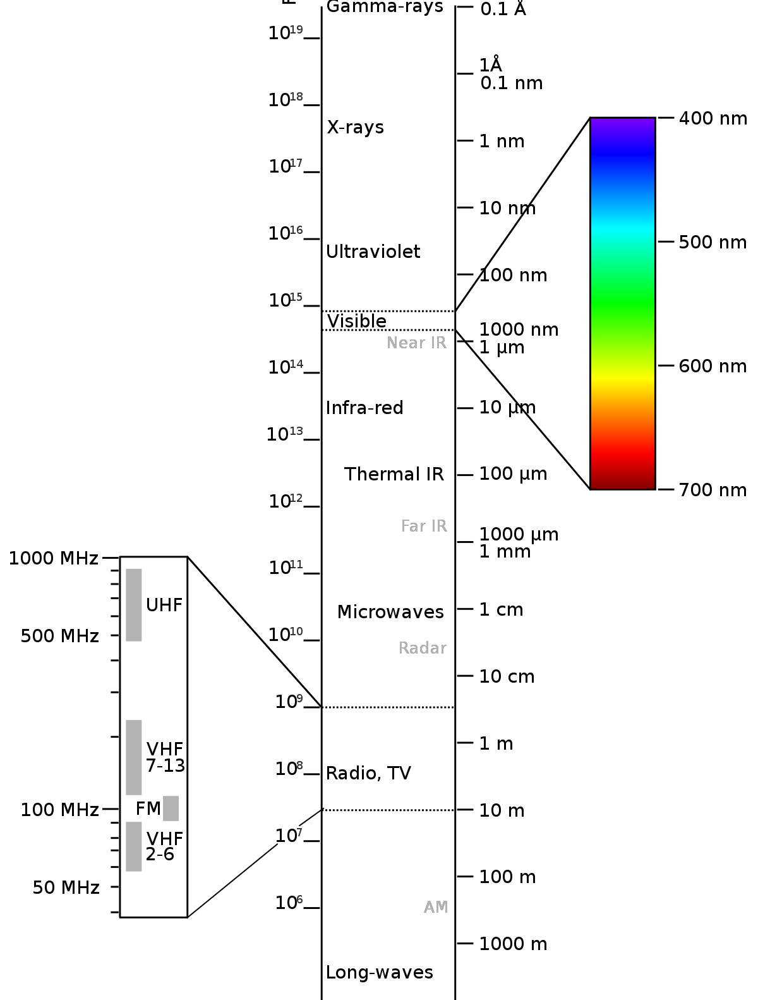 Gamma-rays
0.1 Å
10¹⁹
1Å
0.1 nm
10¹⁸
400 nm
X-rays
1 nm
10¹⁷
10 nm
10¹⁶
500 nm
Ultraviolet
100 nm
10¹⁵
Visible
1000 nm
Near IR
1 µm
10¹⁴
600 nm
Infra-red
10 µm
10¹³
Thermal IR
100 µm
700 nm
10¹²
Far IR
1000 µm
1 mm
1000 MHz
10¹¹
UHF
Microwaves
1 cm
500 MHz
10¹⁰
Radar
10 cm
10⁹
VHF
7-13
1 m
10⁸
Radio, TV
100 MHz
FM
10 m
VHF
2-6
10⁷
50 MHz
100 m
10⁶
AM
1000 m
Long-waves